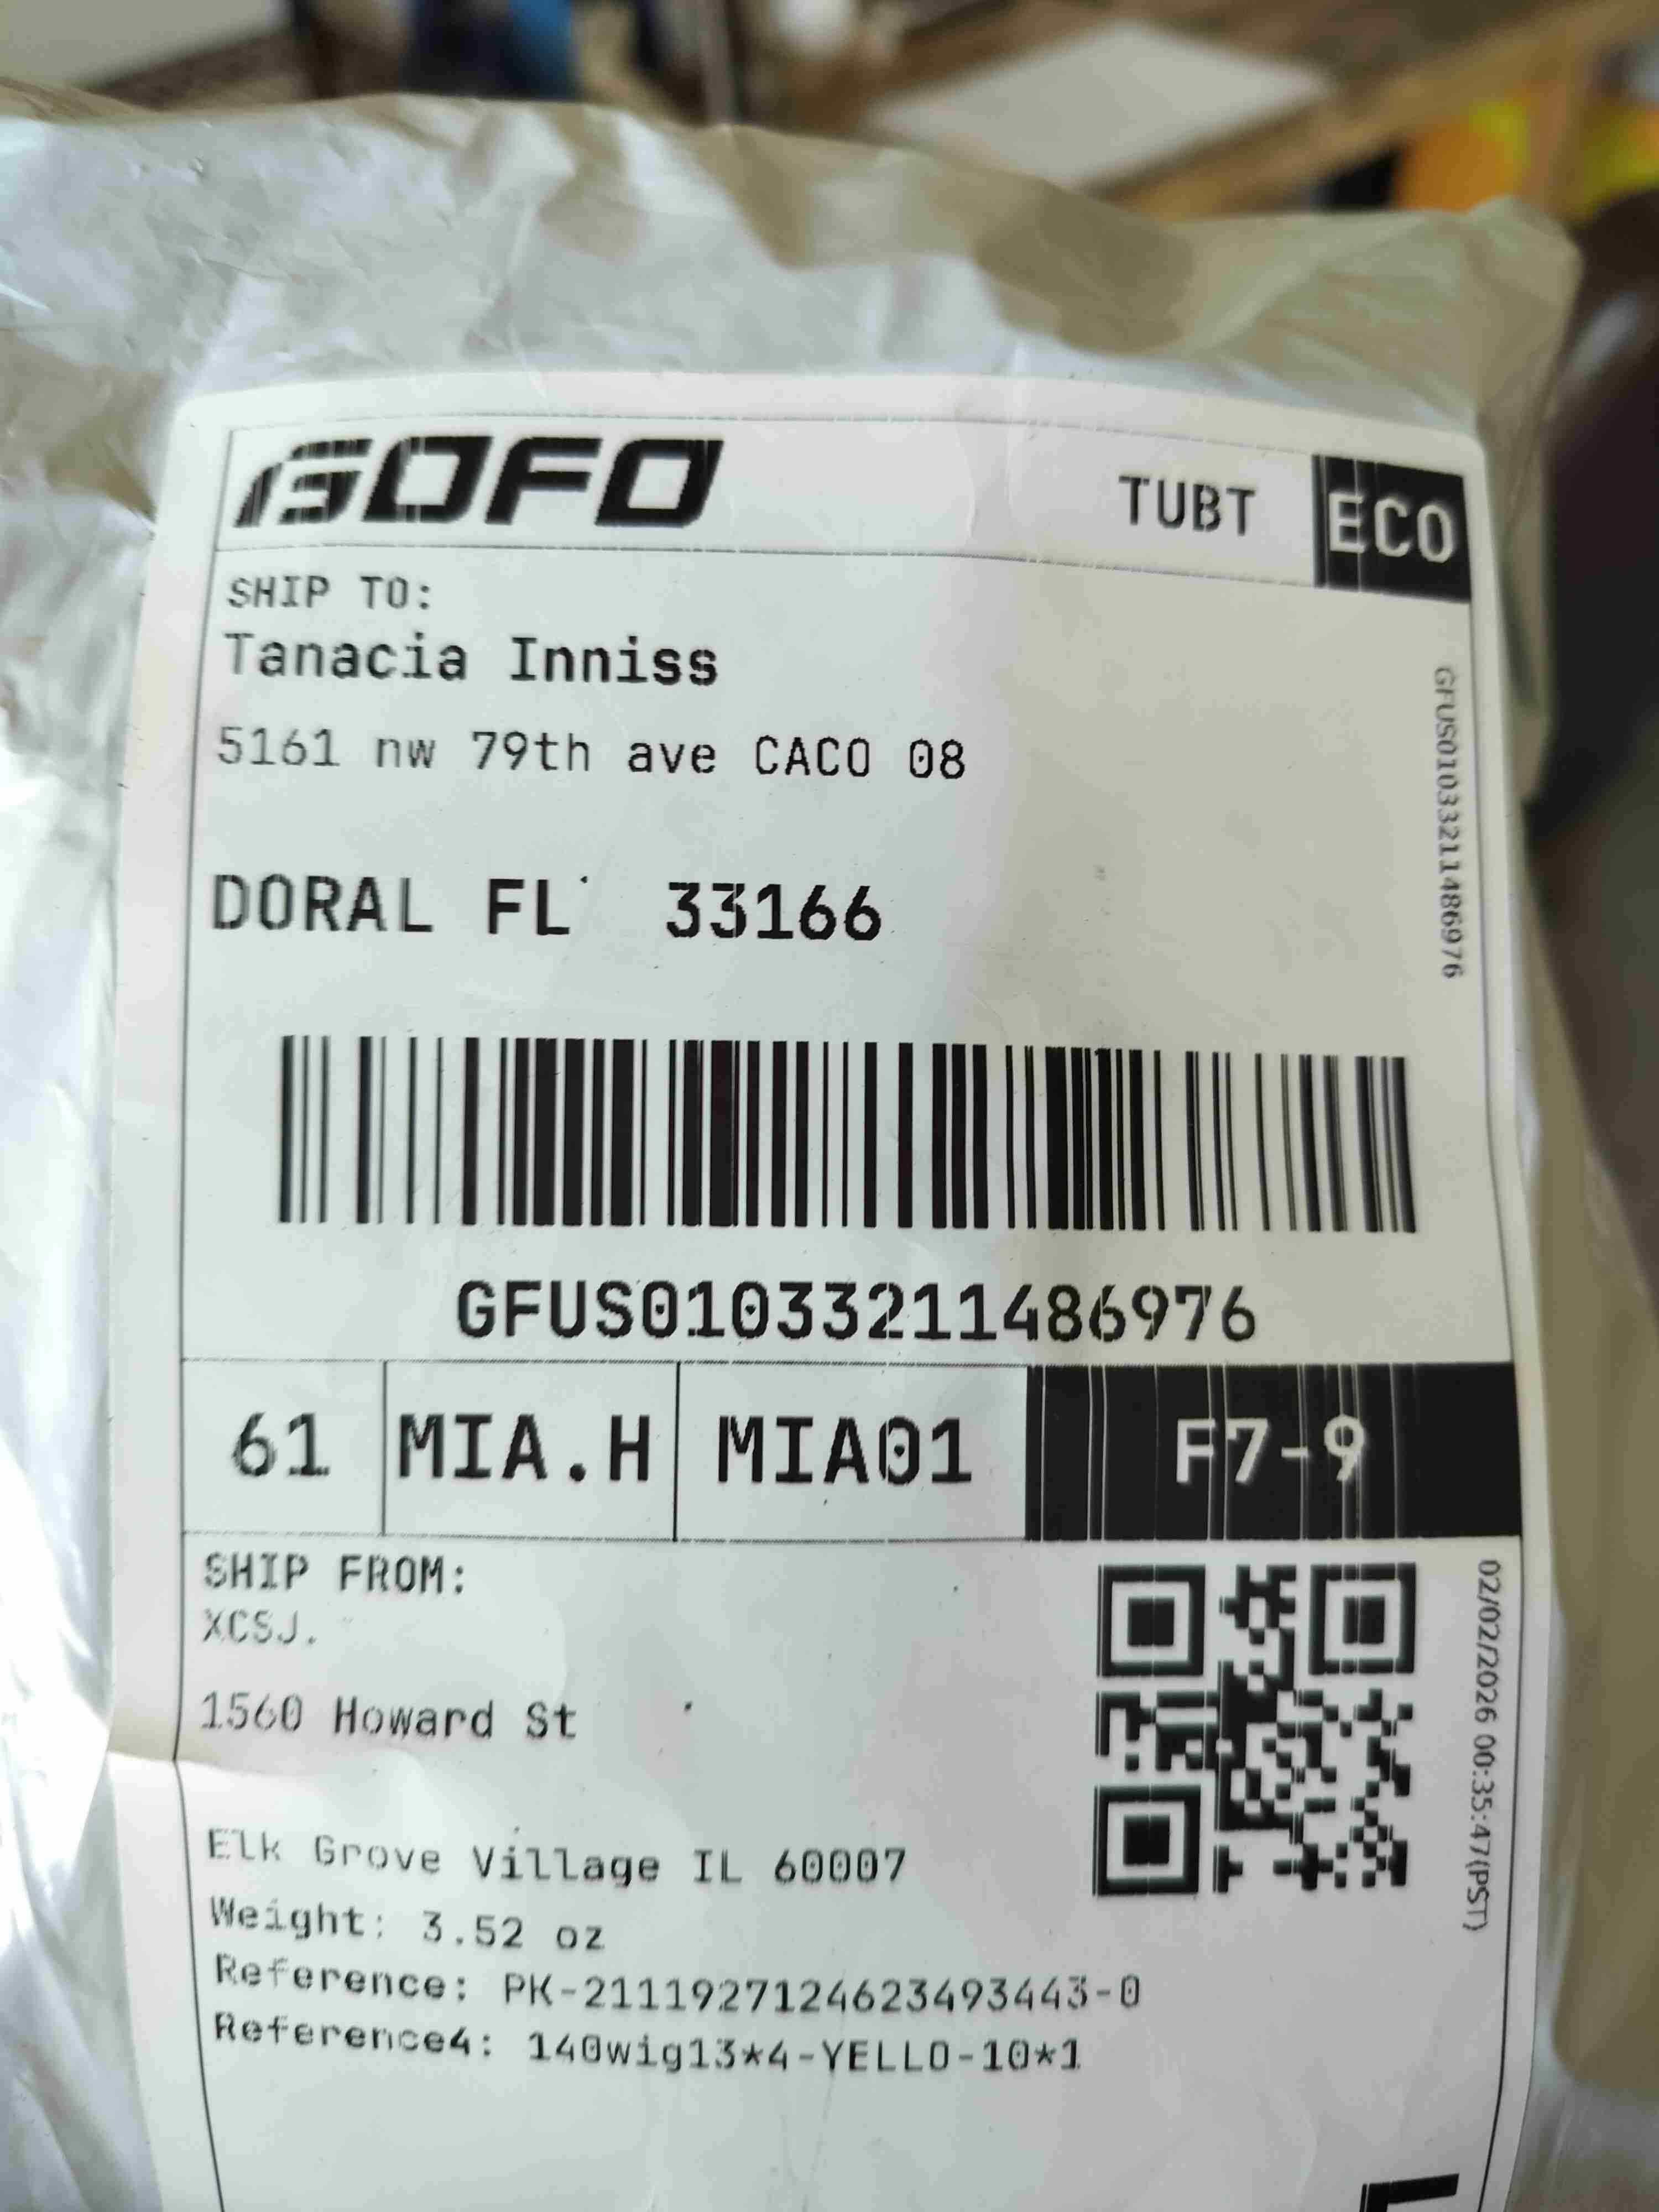 GOFO
TUBT
ECO
SHIP TO:
Tanacia Inniss
5161 nw 79th ave CACO 08
DORAL FL 33166
GFUS01033211486976
GFUS01033211486976
61
MIA.H
MIA01
F7-9
SHIP FROM:
XCSJ.
1560 Howard St
Elk Grove Village IL 60007
Weight: 3.52 oz
Reference: PK-2111927124623493443-0
Reference4: 140wig13*4-YELLO-10*1
02/02/2026 00:35:47(PST)